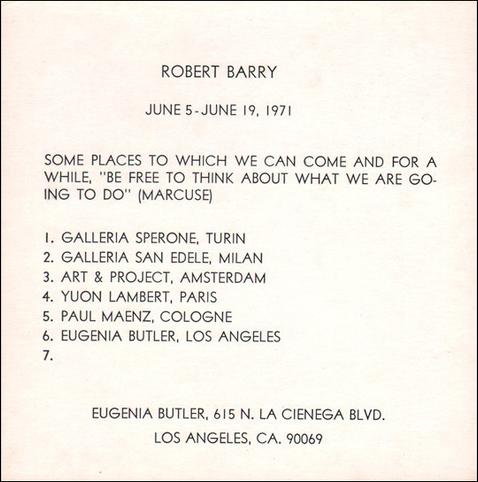 ROBERT BARRY
JUNE 5-JUNE 19, 1971
SOME PLACES TO WHICH WE CAN COME AND FOR A
WHILE, "BE FREE TO THINK ABOUT WHAT WE ARE GO-
ING TO DO" (MARCUSE)
1. GALLERIA SPERONE, TURIN
2. GALLERIA SAN EDELE, MILAN
3. ART & PROJECT, AMSTERDAM
4. YUON LAMBERT, PARIS
5. PAUL MAENZ, COLOGNE
6. EUGENIA BUTLER, LOS ANGELES
7.
EUGENIA BUTLER, 615 N. LA CIENEGA BLVD.
LOS ANGELES, CA. 90069